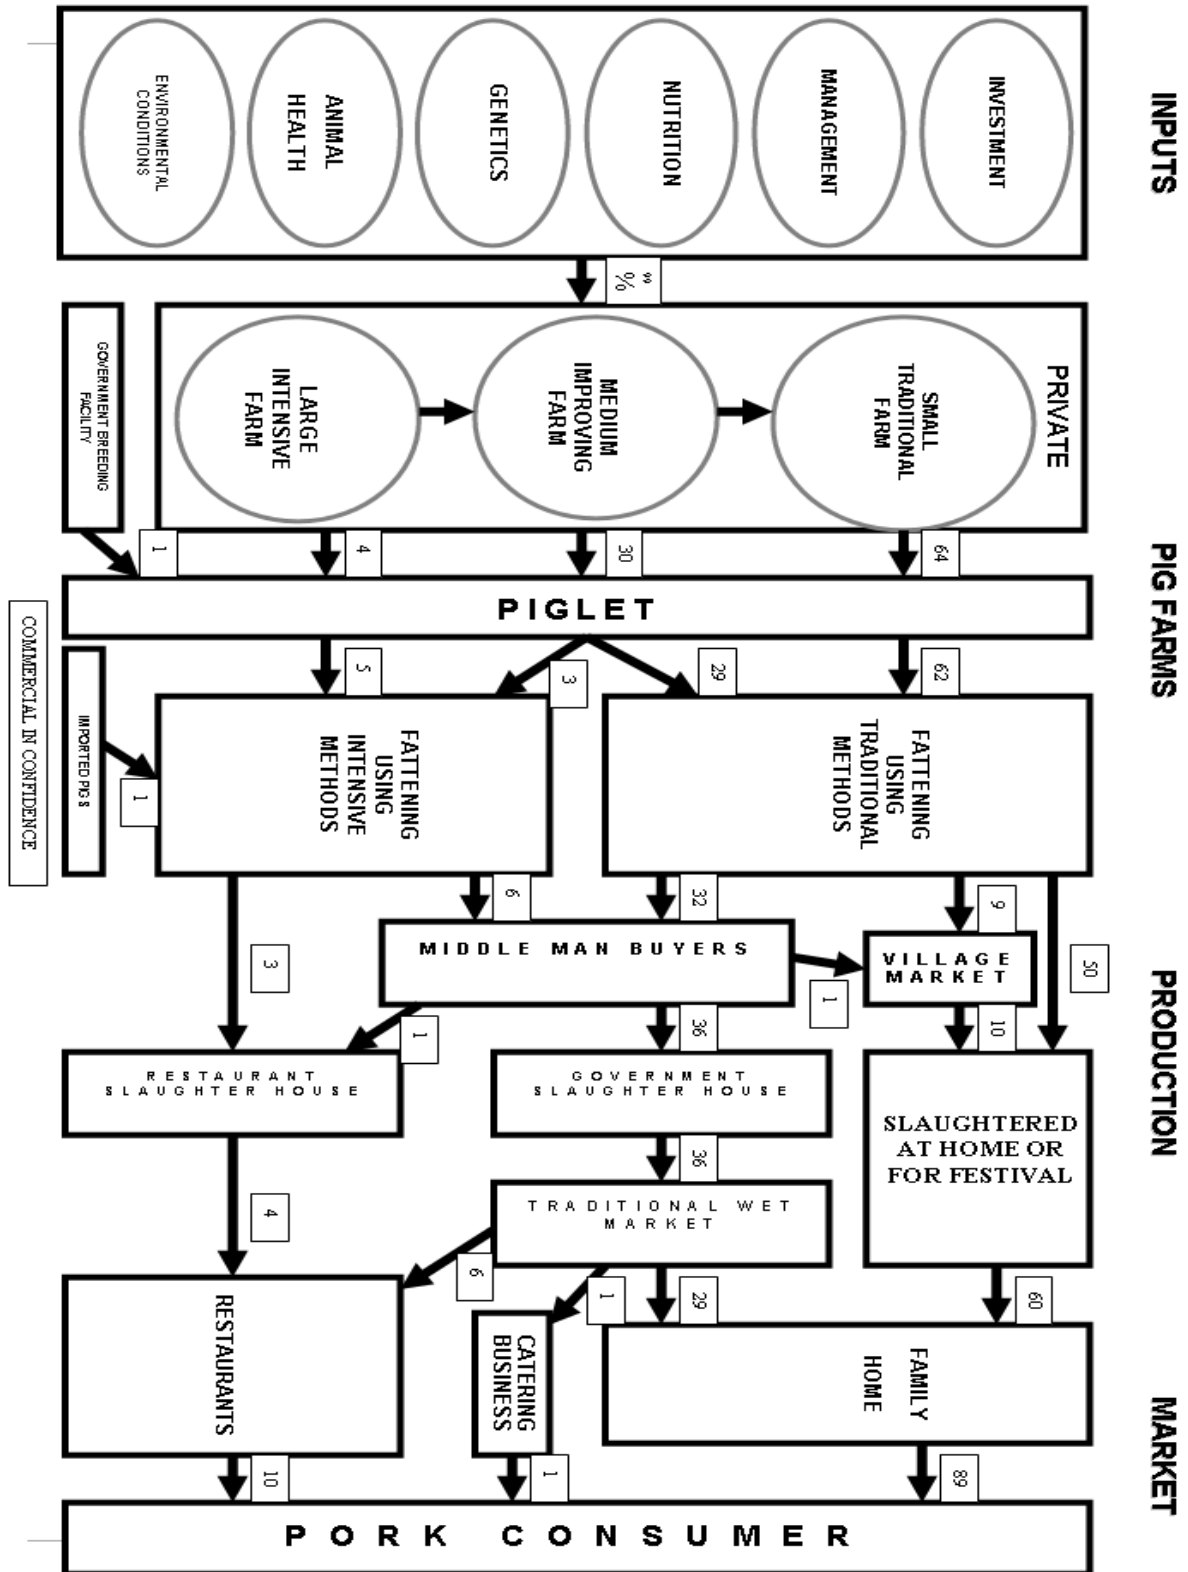 INPUTS
PIG FARMS
PRODUCTION
MARKET
INVESTMENT
MANAGEMENT
NUTRITION
GENETICS
ANIMAL
HEALTH
ENVIRONMENTAL
CONDITIONS
99
%
PRIVATE
SMALL
TRADITIONAL
FARM
MEDIUM
IMPROVING
FARM
LARGE
INTENSIVE
FARM
GOVERNMENT BREEDING
FACILITY
64
30
4
1
PIGLET
62
29
3
5
FATTENING
USING
TRADITIONAL
METHODS
FATTENING
USING
INTENSIVE
METHODS
IMPORTED PIGS
1
COMMERCIAL IN CONFIDENCE
50
9
32
6
3
MIDDLE MAN BUYERS
1
VILLAGE
MARKET
10
36
1
SLAUGHTERED
AT HOME OR
FOR FESTIVAL
GOVERNMENT
SLAUGHTER HOUSE
RESTAURANT
SLAUGHTER HOUSE
36
4
TRADITIONAL WET
MARKET
60
29
1
6
FAMILY
HOME
CATERING
BUSINESS
RESTAURANTS
89
1
10
PORK CONSUMER